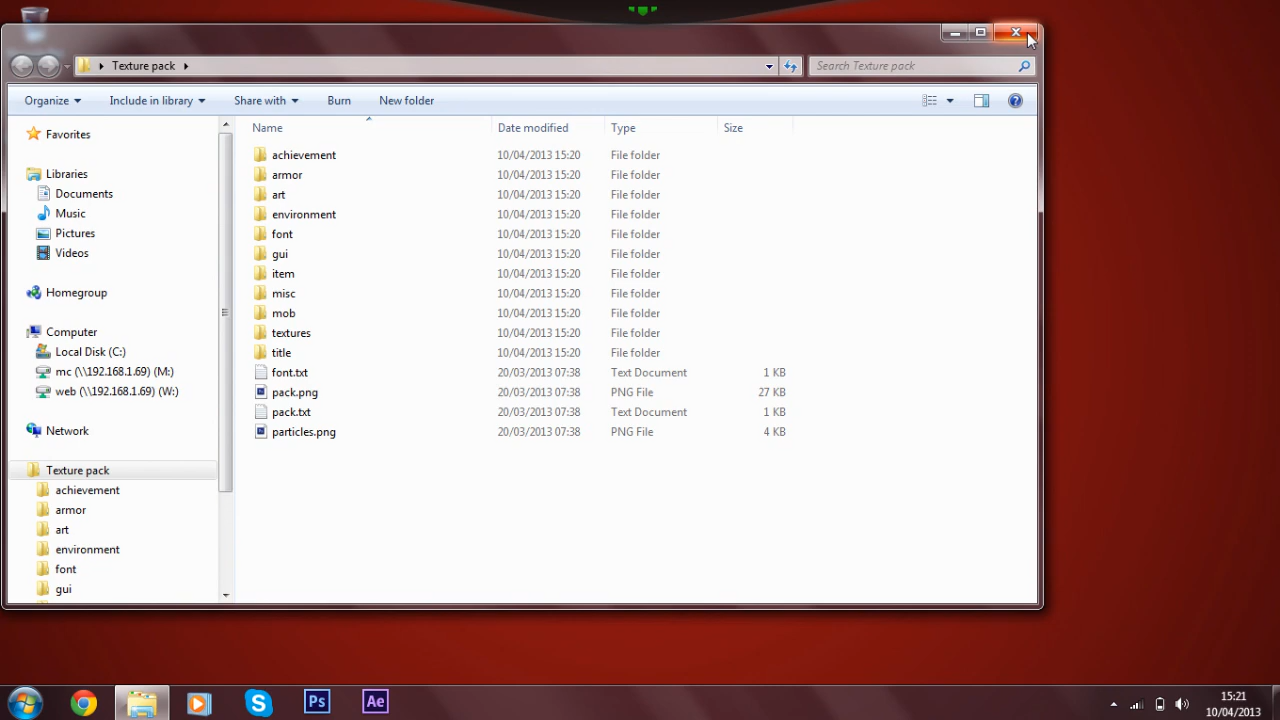 Texture pack
Search Texture pack
Organize Include in library Share with Burn New folder
Favorites
Libraries
Documents
Music
Pictures
Videos
Homegroup
Computer
Local Disk (C:)
mc (\\192.168.1.69) (M:)
web (\\192.168.1.69) (W:)
Network
Texture pack
achievement
armor
art
environment
font
gui
Name Date modified Type Size
achievement 10/04/2013 15:20 File folder
armor 10/04/2013 15:20 File folder
art 10/04/2013 15:20 File folder
environment 10/04/2013 15:20 File folder
font 10/04/2013 15:20 File folder
gui 10/04/2013 15:20 File folder
item 10/04/2013 15:20 File folder
misc 10/04/2013 15:20 File folder
mob 10/04/2013 15:20 File folder
textures 10/04/2013 15:20 File folder
title 10/04/2013 15:20 File folder
font.txt 20/03/2013 07:38 Text Document 1 KB
pack.png 20/03/2013 07:38 PNG File 27 KB
pack.txt 20/03/2013 07:38 Text Document 1 KB
particles.png 20/03/2013 07:38 PNG File 4 KB
Ps
Ae
15:21
10/04/2013